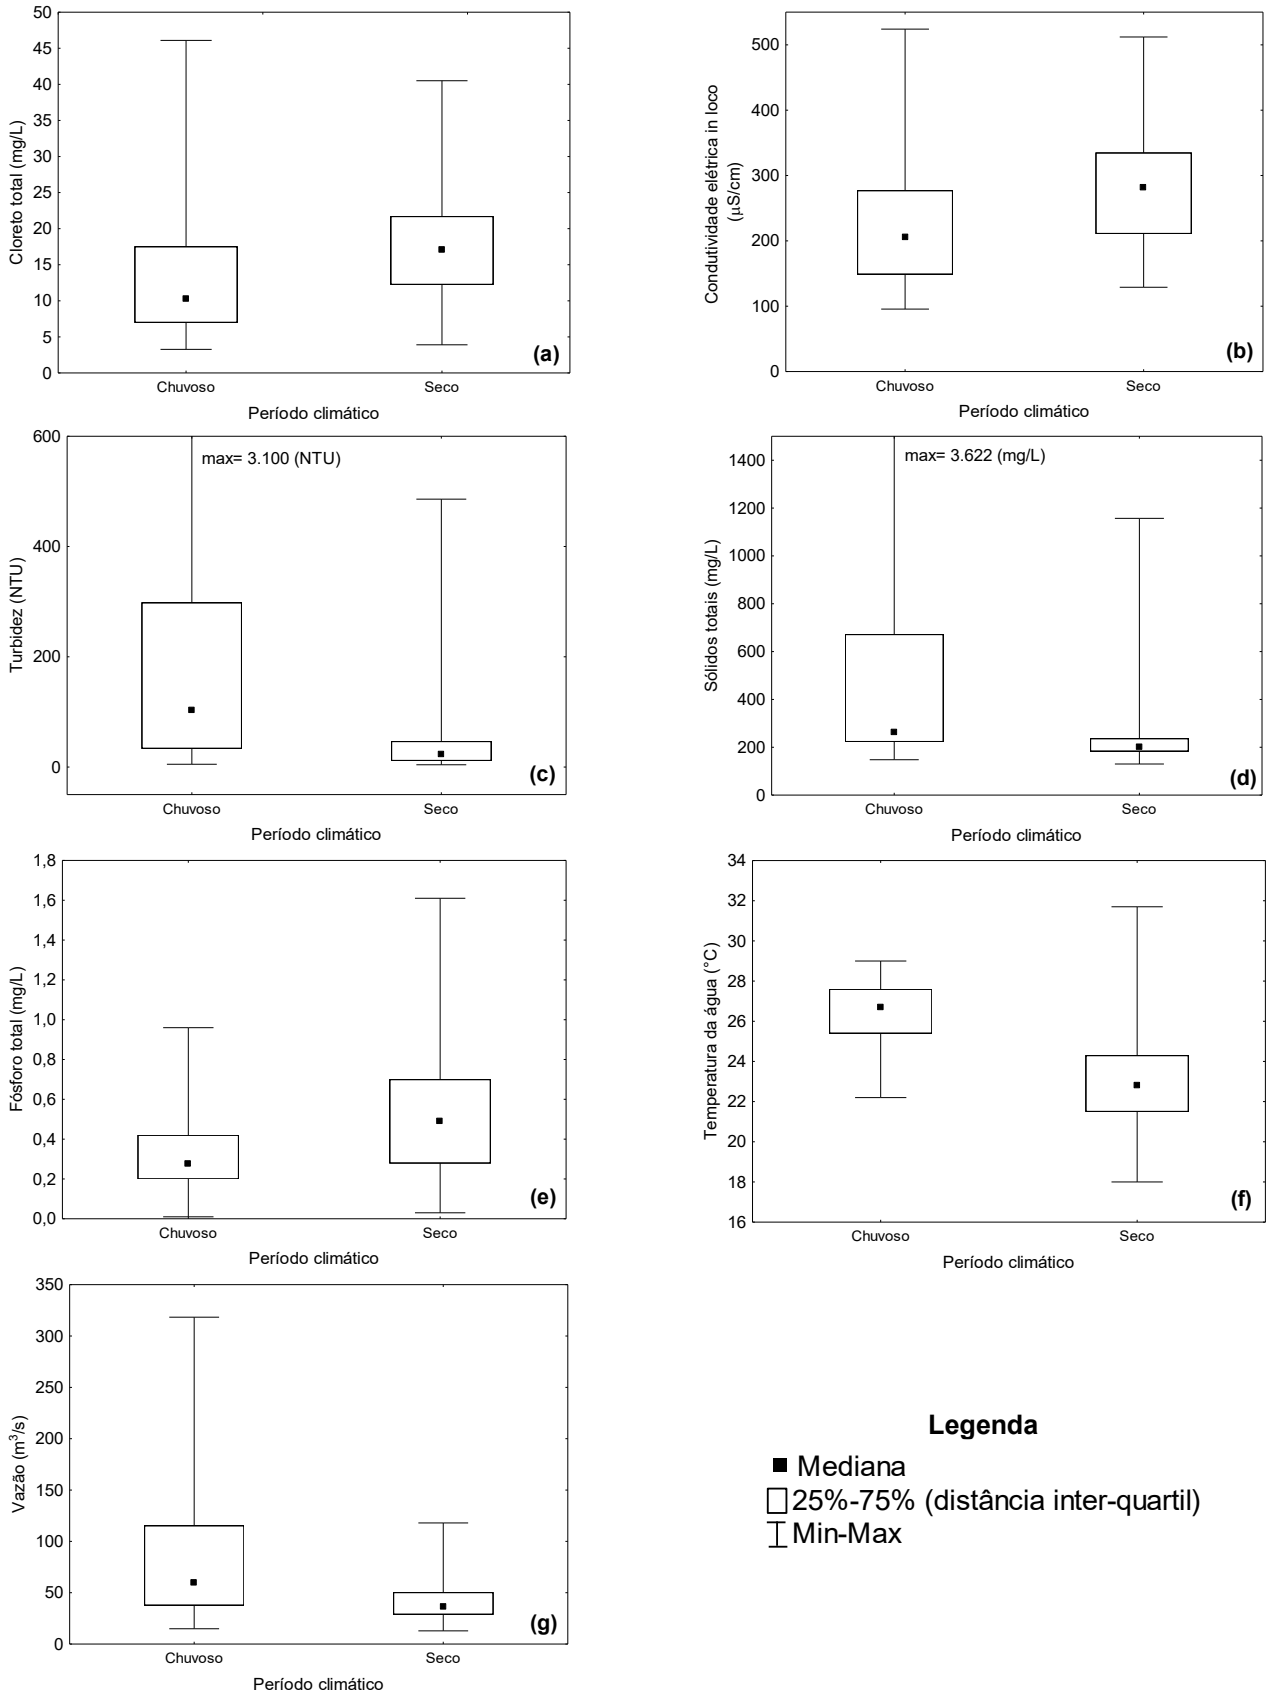 50
45
40
35
30
25
20
15
10
5
0
Cloreto total (mg/L)
Chuvoso
Seco
Período climático
(a)
500
400
300
200
100
0
Condutividade elétrica in loco
(μS/cm)
Chuvoso
Seco
Período climático
(b)
600
400
200
0
Turbidez (NTU)
max= 3.100 (NTU)
Chuvoso
Seco
Período climático
(c)
1400
1200
1000
800
600
400
200
0
Sólidos totais (mg/L)
max= 3.622 (mg/L)
Chuvoso
Seco
Período climático
(d)
1,8
1,6
1,4
1,2
1,0
0,8
0,6
0,4
0,2
0,0
Fósforo total (mg/L)
Chuvoso
Seco
Período climático
(e)
34
32
30
28
26
24
22
20
18
16
Temperatura da água (°C)
Chuvoso
Seco
Período climático
(f)
350
300
250
200
150
100
50
0
Vazão (m³/s)
Chuvoso
Seco
Período climático
(g)
Legenda
Mediana
25%-75% (distância inter-quartil)
Min-Max